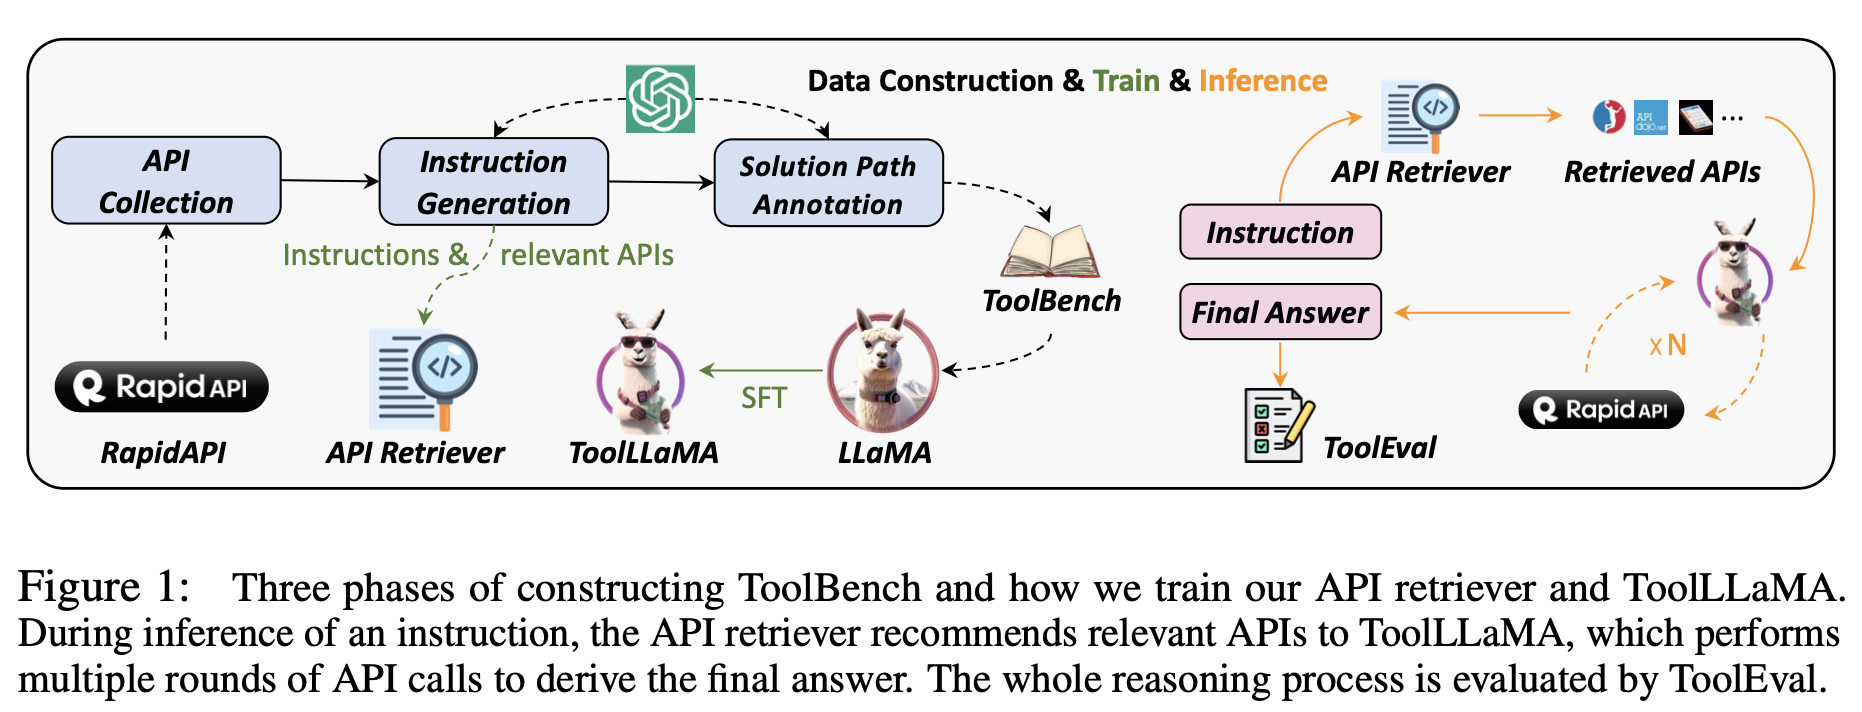 Data Construction & Train & Inference
API
Collection
Instruction
Generation
Solution Path
Annotation
Instructions & relevant APIs
RapidAPI
RapidAPI
API Retriever
ToolLLaMA
SFT
LLaMA
ToolBench
Instruction
API Retriever
API
dojo.net
...
Retrieved APIs
x N
Rapid API
Final Answer
ToolEval
Figure 1: Three phases of constructing ToolBench and how we train our API retriever and ToolLLaMA.
During inference of an instruction, the API retriever recommends relevant APIs to ToolLLaMA, which performs
multiple rounds of API calls to derive the final answer. The whole reasoning process is evaluated by ToolEval.